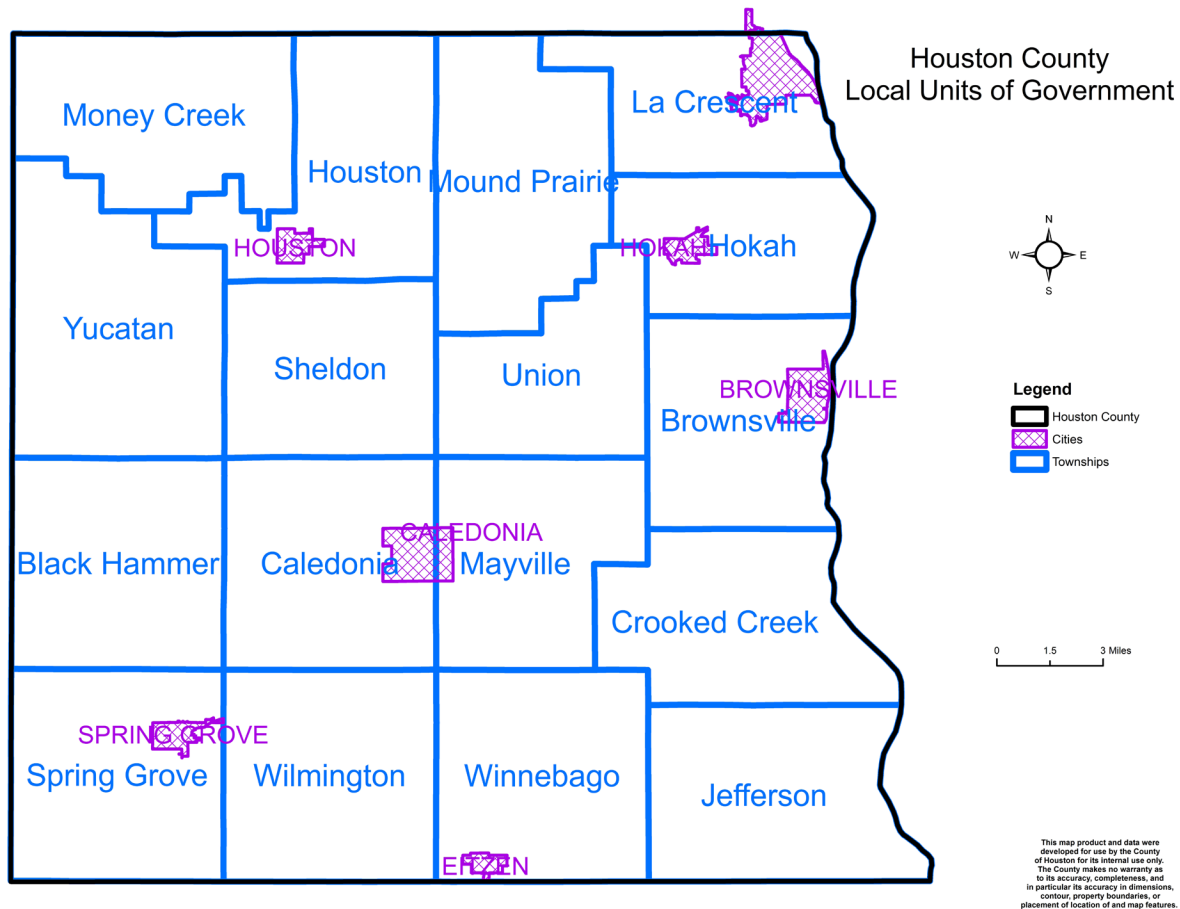 Houston County
Local Units of Government
Money Creek
La Crescent
Houston
Mound Prairie
HOUSTON
HOKAH
Hokah
N
W
E
S
Yucatan
Sheldon
Union
BROWNSVILLE
Brownsville
Legend
Houston County
Cities
Townships
CALEDONIA
Black Hammer
Caledonia
Mayville
Crooked Creek
0 1.5 3 Miles
SPRING GROVE
Spring Grove
Wilmington
Winnebago
Jefferson
EITZEN
This map product and data were
developed for use by the County
of Houston for its internal use only.
The County makes no warranty as
to its accuracy, completeness, and
in particular its accuracy in dimensions,
contour, property boundaries, or
placement of location of and map features.